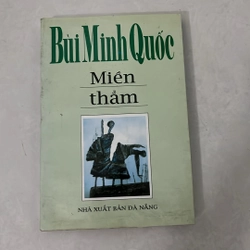 Bùi Minh Quốc
Miền
thẳm
NHÀ XUẤT BẢN ĐÀ NẴNG